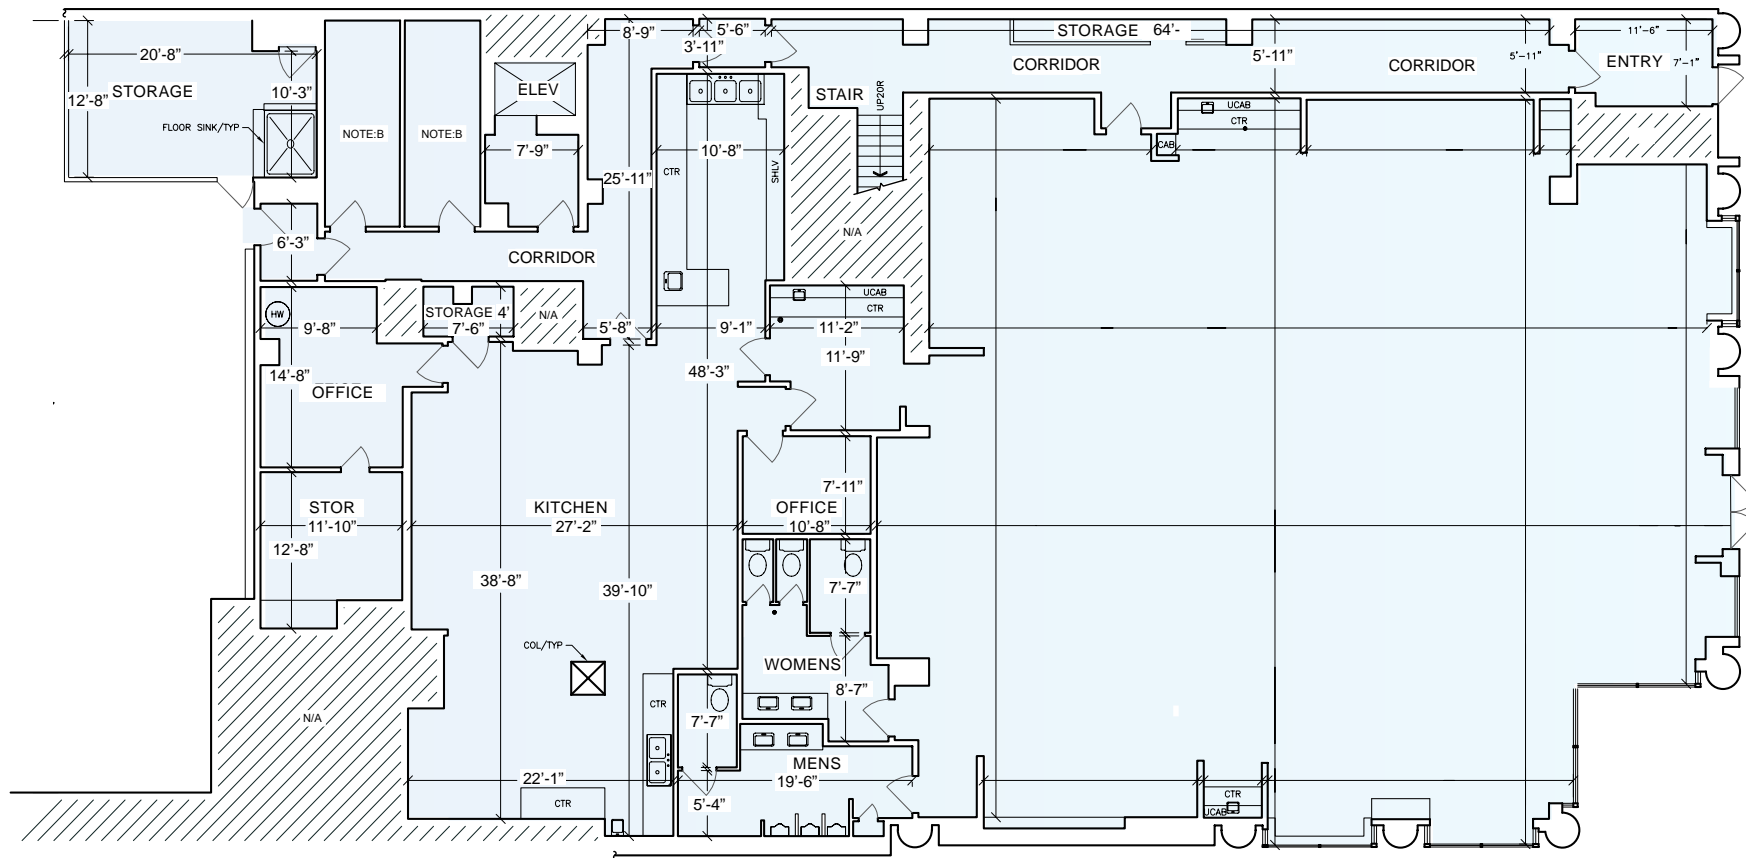 8'-9"
5'-6"
STORAGE 64'-
11'-6"
3'-11"
20'-8"
5'-11"
5'-11"
ENTRY
7'-1"
CORRIDOR
CORRIDOR
STORAGE
10'-3"
ELEV
STAIR
UP20R
12'-8"
UCAB
CTR
FLOOR SINK/TYP
NOTE:B
NOTE:B
7'-9"
10'-8"
CAB
CTR
SHLV
25'-11"
N/A
6'-3"
CORRIDOR
HW
9'-8"
STORAGE 4'
7'-6"
N/A
5'-8"
9'-1"
UCAB
CTR
11'-2"
11'-9"
14'-8"
OFFICE
48'-3"
7'-11"
STOR
11'-10"
KITCHEN
27'-2"
OFFICE
10'-8"
12'-8"
38'-8"
39'-10"
7'-7"
COL/TYP
WOMENS
8'-7"
CTR
N/A
7'-7"
MENS
19'-6"
22'-1"
5'-4"
CTR
CTR
UCAB